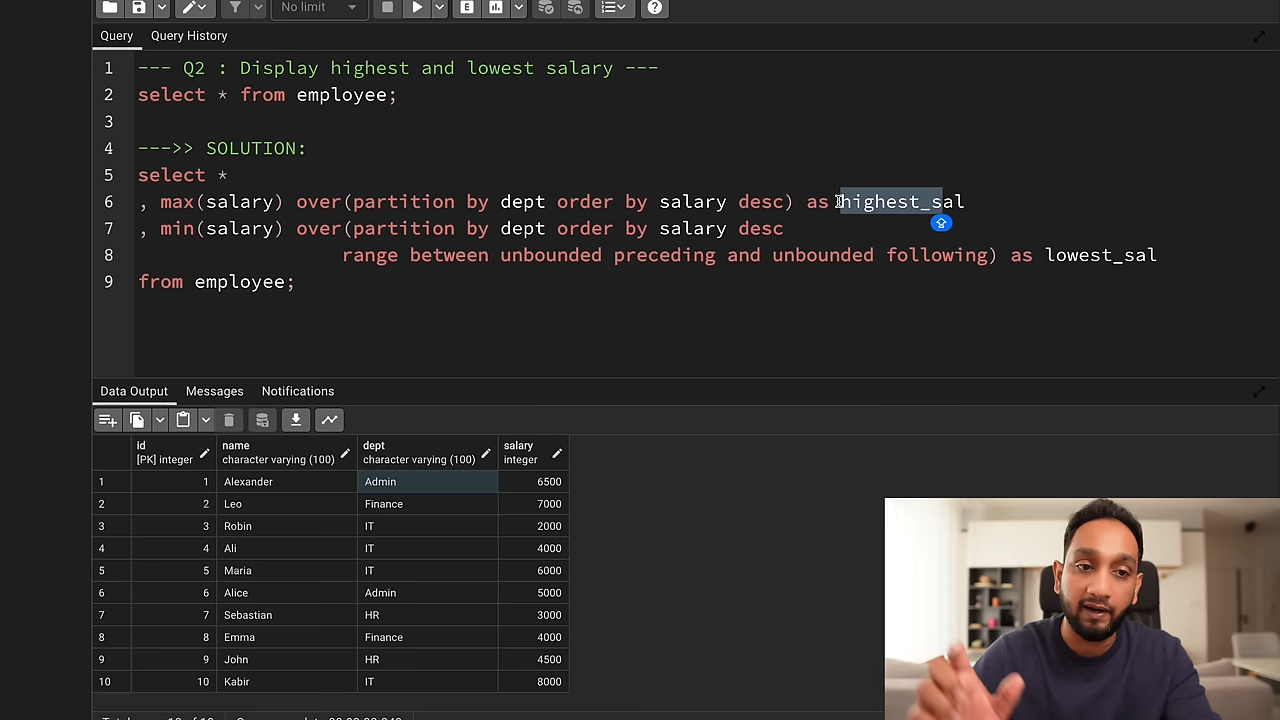 No limit
Query Query History
1 --- Q2 : Display highest and lowest salary ---
2 select * from employee;
3
4 --->> SOLUTION:
5 select *
6 , max(salary) over(partition by dept order by salary desc) as highest_sal
7 , min(salary) over(partition by dept order by salary desc
8 range between unbounded preceding and unbounded following) as lowest_sal
9 from employee;
Data Output Messages Notifications
id name dept salary
[PK] integer character varying (100) character varying (100) integer
1 1 Alexander Admin 6500
2 2 Leo Finance 7000
3 3 Robin IT 2000
4 4 Ali IT 4000
5 5 Maria IT 6000
6 6 Alice Admin 5000
7 7 Sebastian HR 3000
8 8 Emma Finance 4000
9 9 John HR 4500
10 10 Kabir IT 8000